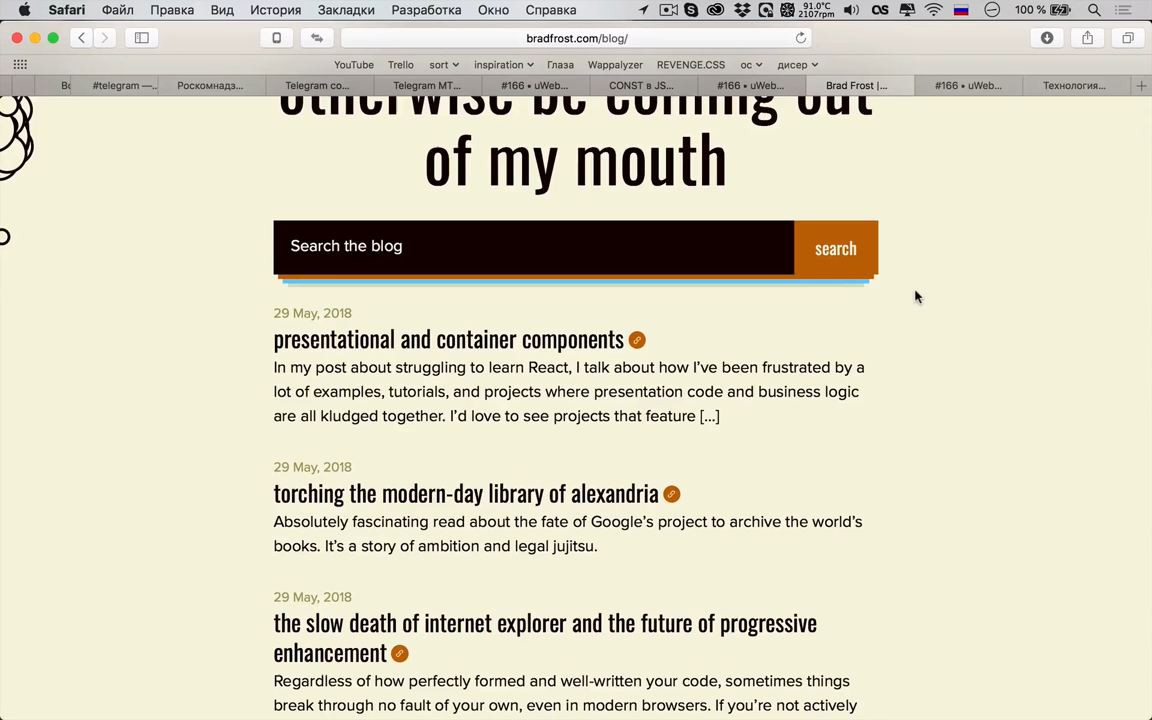 Safari Файл Правка Вид История Закладки Разработка Окно Справка 91.0°C 2107rpm 100 %
bradfrost.com/blog/
YouTube Trello sort inspiration Глаза Wappalyzer REVENGE.CSS ос дисер
#telegram —... Роскомнадз... Telegram co... Telegram MT... #166 • uWeb... CONST в JS... #166 • uWeb... Brad Frost |... #166 • uWeb... Технология...
otherwise be coming out
of my mouth
Search the blog search
29 May, 2018
presentational and container components
In my post about struggling to learn React, I talk about how I’ve been frustrated by a
lot of examples, tutorials, and projects where presentation code and business logic
are all kludged together. I’d love to see projects that feature [...]
29 May, 2018
torching the modern-day library of alexandria
Absolutely fascinating read about the fate of Google’s project to archive the world’s
books. It’s a story of ambition and legal jujitsu.
29 May, 2018
the slow death of internet explorer and the future of progressive
enhancement
Regardless of how perfectly formed and well-written your code, sometimes things
break through no fault of your own, even in modern browsers. If you’re not actively